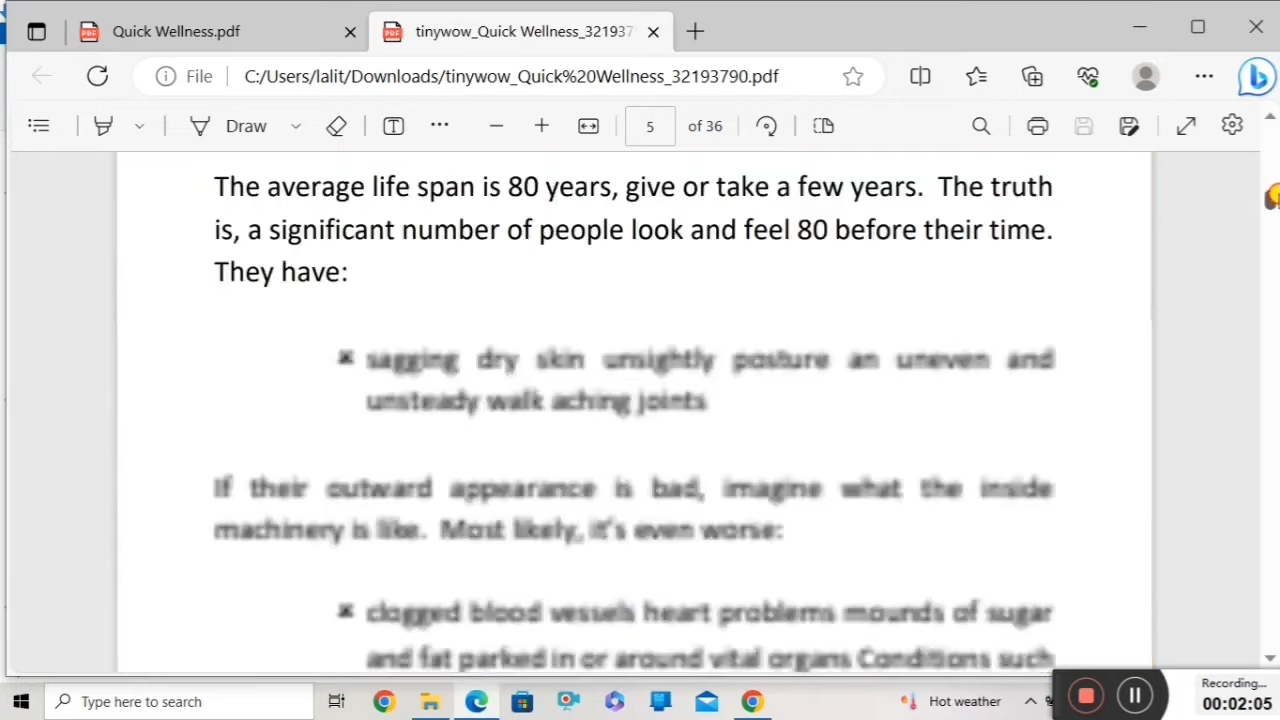 Quick Wellness.pdf
tinywow_Quick Wellness_3219379
File
C:/Users/lalit/Downloads/tinywow_Quick%20Wellness_32193790.pdf
Draw
5
of 36
The average life span is 80 years, give or take a few years. The truth
is, a significant number of people look and feel 80 before their time.
They have:
sagging dry skin unsightly posture an uneven and
unsteady walk aching joints
If their outward appearance is bad, imagine what the inside
machinery is like. Most likely, it's even worse:
clogged blood vessels heart problems mounds of sugar
and fat parked in or around vital organs Conditions such
Type here to search
Hot weather
Recording...
00:02:05